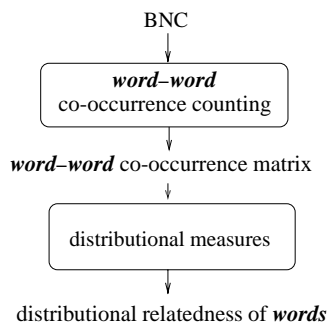 BNC
word–word
co-occurrence counting
word–word co-occurrence matrix
distributional measures
distributional relatedness of words